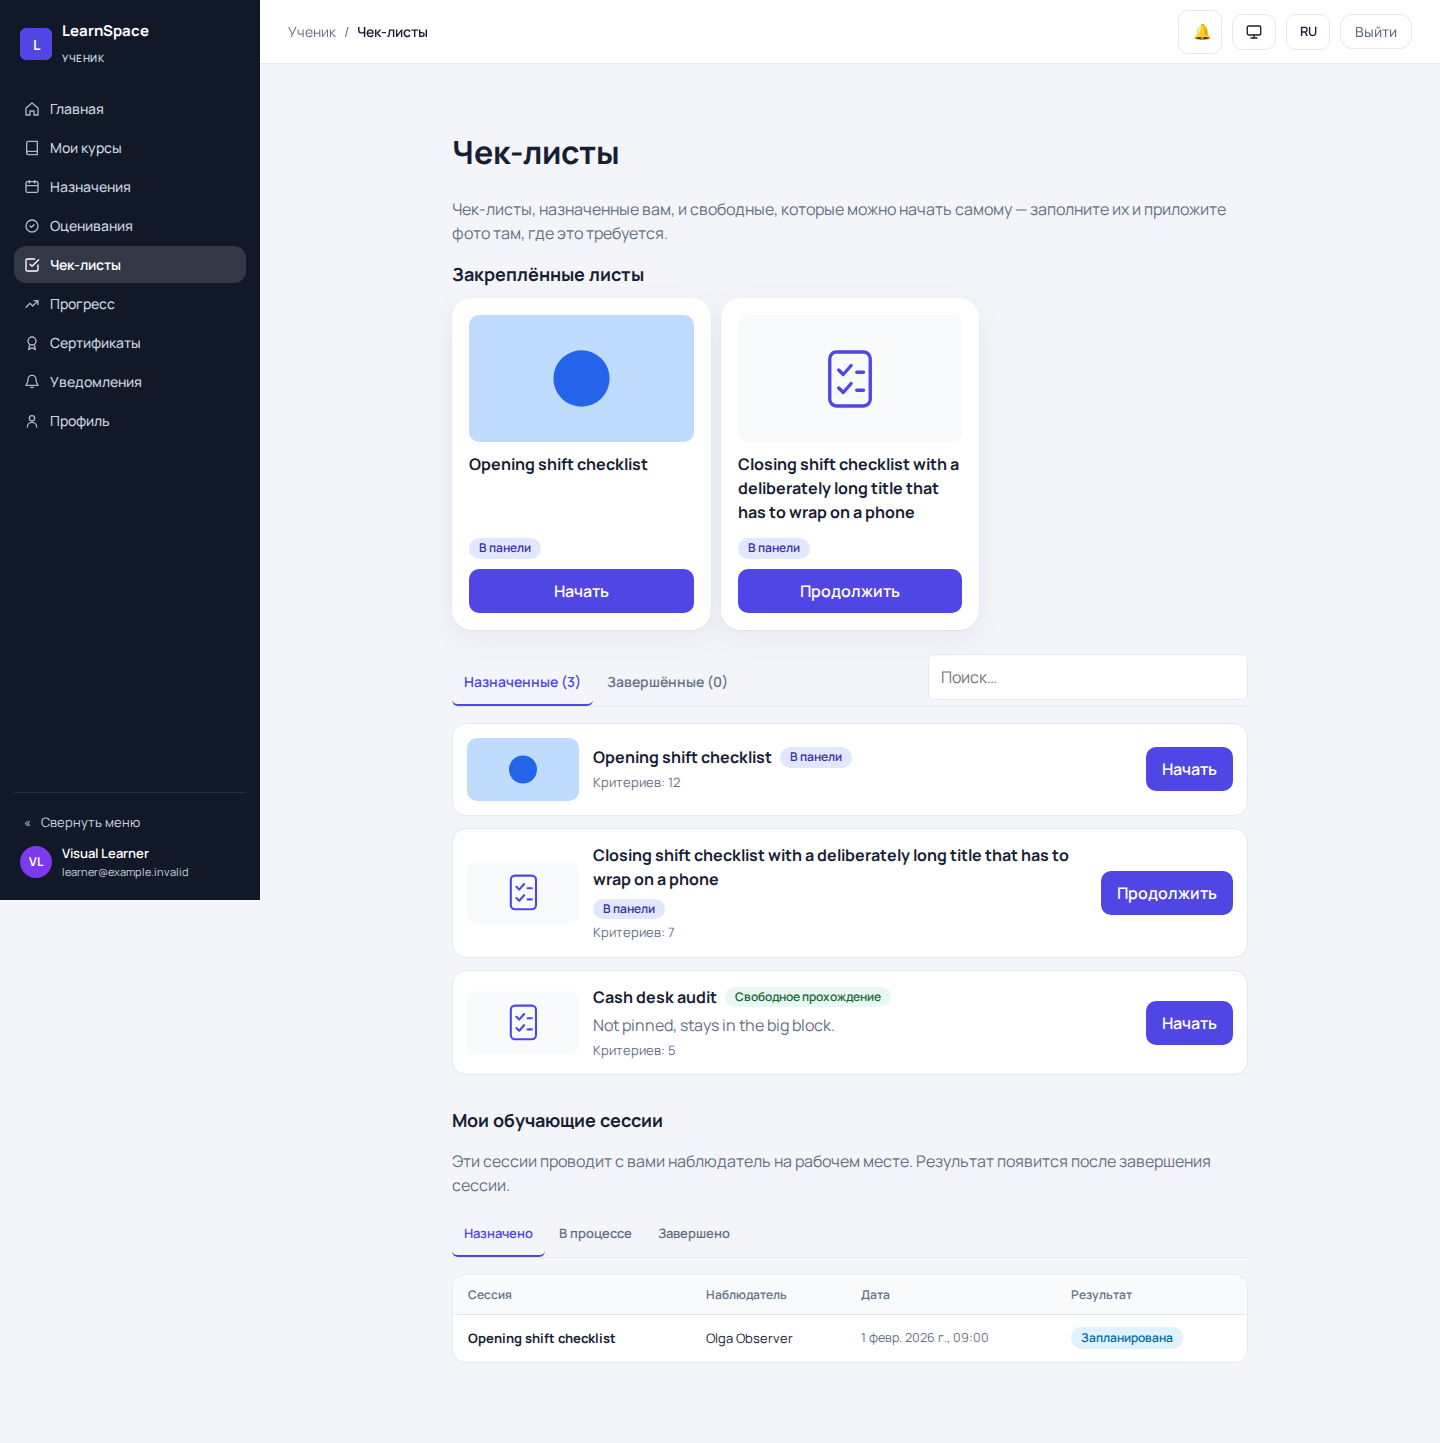 L
LearnSpace
УЧЕНИК
Главная
Мои курсы
Назначения
Оценивания
Чек-листы
Прогресс
Сертификаты
Уведомления
Профиль
« Свернуть меню
VL
Visual Learner
learner@example.invalid
Ученик / Чек-листы
RU
Выйти
Чек-листы
Чек-листы, назначенные вам, и свободные, которые можно начать самому — заполните их и приложите
фото там, где это требуется.
Закреплённые листы
Opening shift checklist
В панели
Начать
Closing shift checklist with a
deliberately long title that
has to wrap on a phone
В панели
Продолжить
Назначенные (3)
Завершённые (0)
Поиск...
Opening shift checklist
В панели
Критериев: 12
Начать
Closing shift checklist with a deliberately long title that has to
wrap on a phone
В панели
Критериев: 7
Продолжить
Cash desk audit
Свободное прохождение
Not pinned, stays in the big block.
Критериев: 5
Начать
Мои обучающие сессии
Эти сессии проводит с вами наблюдатель на рабочем месте. Результат появится после завершения
сессии.
Назначено
В процессе
Завершено
Сессия
Наблюдатель
Дата
Результат
Opening shift checklist
Olga Observer
1 февр. 2026 г., 09:00
Запланирована